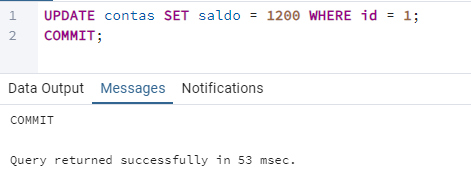 1 UPDATE contas SET saldo = 1200 WHERE id = 1;
2 COMMIT;
Data Output Messages Notifications
COMMIT
Query returned successfully in 53 msec.